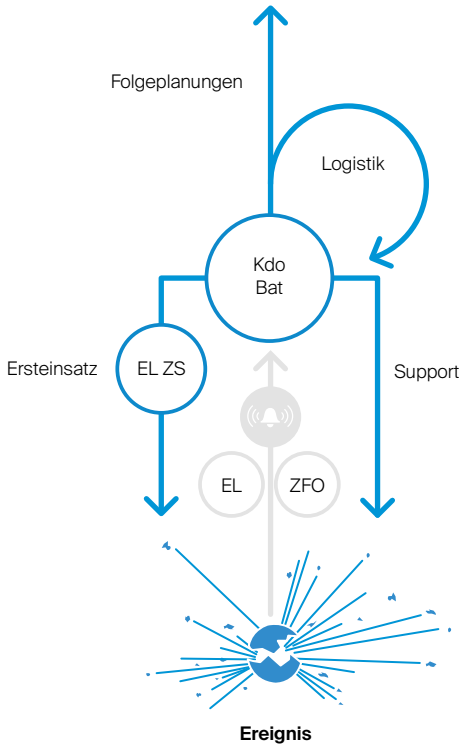 Folgeplanungen
Logistik
Kdo
Bat
Ersteinsatz
EL ZS
Support
EL
ZFO
Ereignis